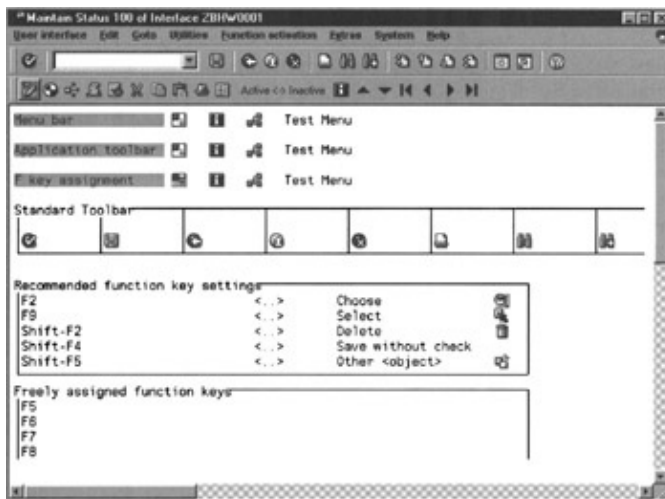 Maintain Status 100 of Interface ZBHW0001
User interface Edit Goto Utilities Function activation Extras System Help
Active <-> Inactive
Menu bar Test Menu
Application toolbar Test Menu
F key assignment Test Menu
Standard Toolbar
Recommended function key settings
F2 <..> Choose
F9 <..> Select
Shift-F2 <..> Delete
Shift-F4 <..> Save without check
Shift-F5 <..> Other <object>
Freely assigned function keys
F5
F6
F7
F8